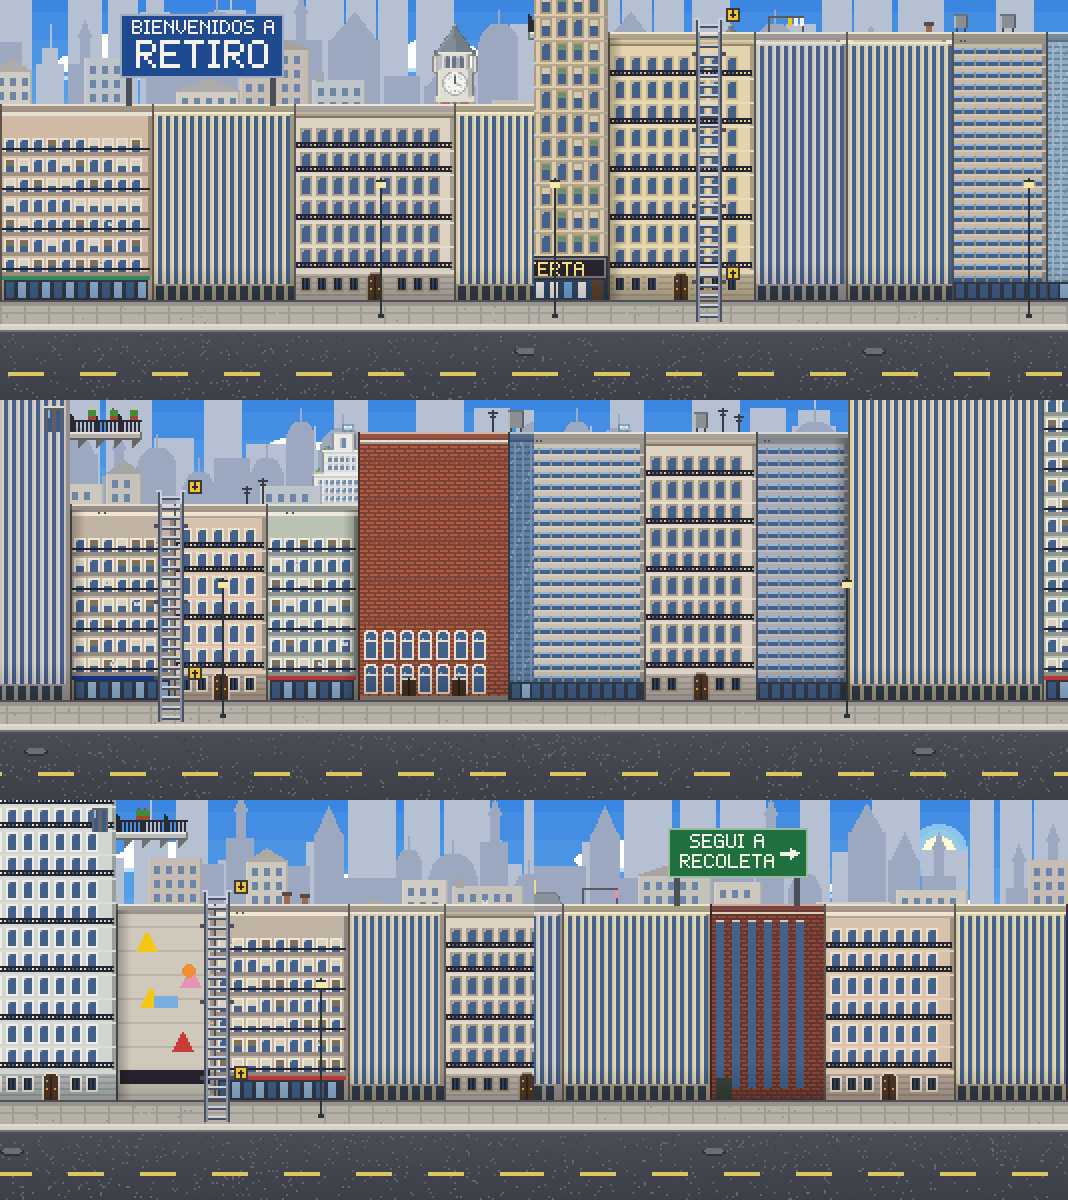 BIENVENIDOS A
RETIRO
ERTA
SEGUI A
RECOLETA →